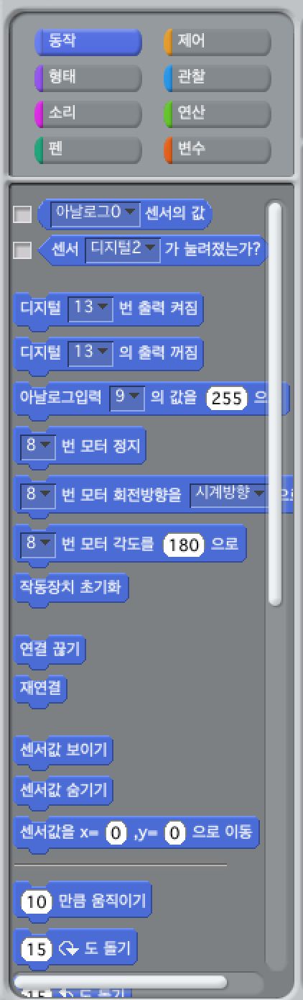 동작 제어
형태 관찰
소리 연산
펜 변수
아날로그0 센서의 값
센서 디지털2 가 눌려졌는가?
디지털 13 번 출력 켜짐
디지털 13 의 출력 꺼짐
아날로그입력 9 의 값을 255 으
8 번 모터 정지
8 번 모터 회전방향을 시계방향 으로
8 번 모터 각도를 180 으로
작동장치 초기화
연결 끊기
재연결
센서값 보이기
센서값 숨기기
센서값을 x= 0 ,y= 0 으로 이동
10 만큼 움직이기
15 도 돌기
15 도 돌기